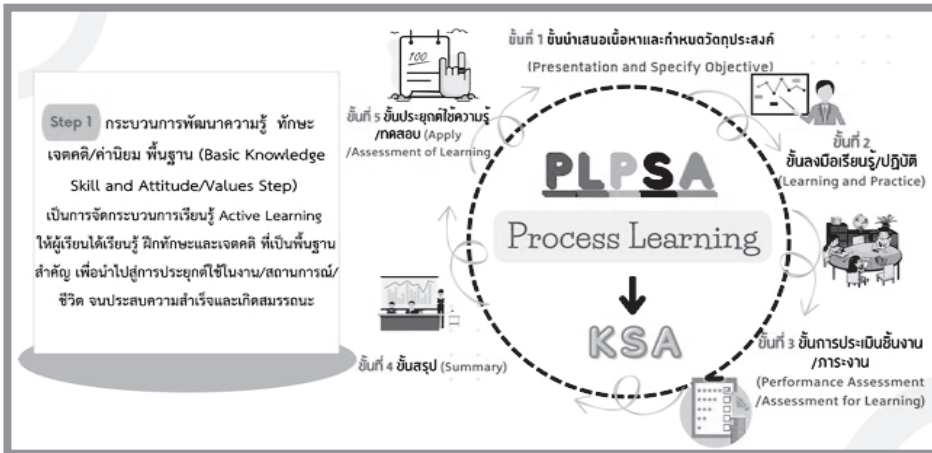 Step 1 กระบวนการพัฒนาความรู้ ทักษะ
เจตคติ/ค่านิยม พื้นฐาน (Basic Knowledge
Skill and Attitude/Values Step)
เป็นการจัดกระบวนการเรียนรู้ Active Learning
ให้ผู้เรียนได้เรียนรู้ ฝึกทักษะและเจตคติ ที่เป็นพื้นฐาน
สำคัญ เพื่อนำไปสู่การประยุกต์ใช้ในงาน/สถานการณ์/
ชีวิต จนประสบความสำเร็จและเกิดสมรรถนะ
ขั้นที่ 1 ขั้นนำเสนอเนื้อหาและกำหนดวัตถุประสงค์
(Presentation and Specify Objective)
ขั้นที่ 2
ขั้นลงมือเรียนรู้/ปฏิบัติ
(Learning and Practice)
ขั้นที่ 3 ขั้นการประเมินชิ้นงาน
/ภาระงาน
(Performance Assessment
/Assessment for Learning)
ขั้นที่ 4 ขั้นสรุป (Summary)
100
ขั้นที่ 5 ขั้นประยุกต์ใช้ความรู้
/ทดสอบ (Apply
/Assessment of Learning)
PLPSA
Process Learning
KSA